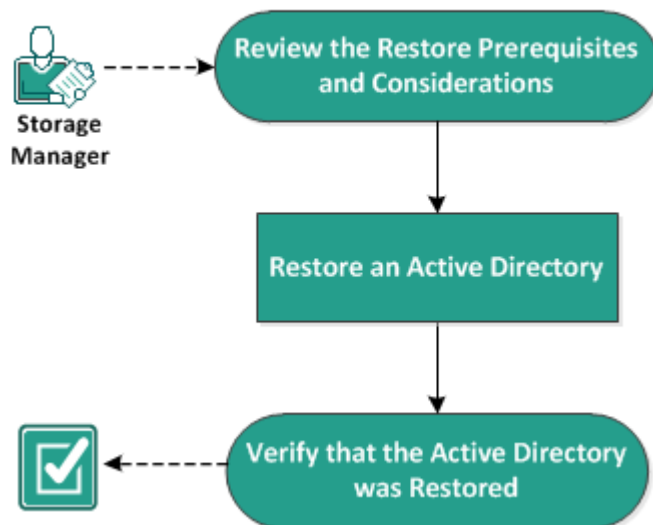 Review the Restore Prerequisites
and Considerations
Storage
Manager
Restore an Active Directory
Verify that the Active Directory
was Restored